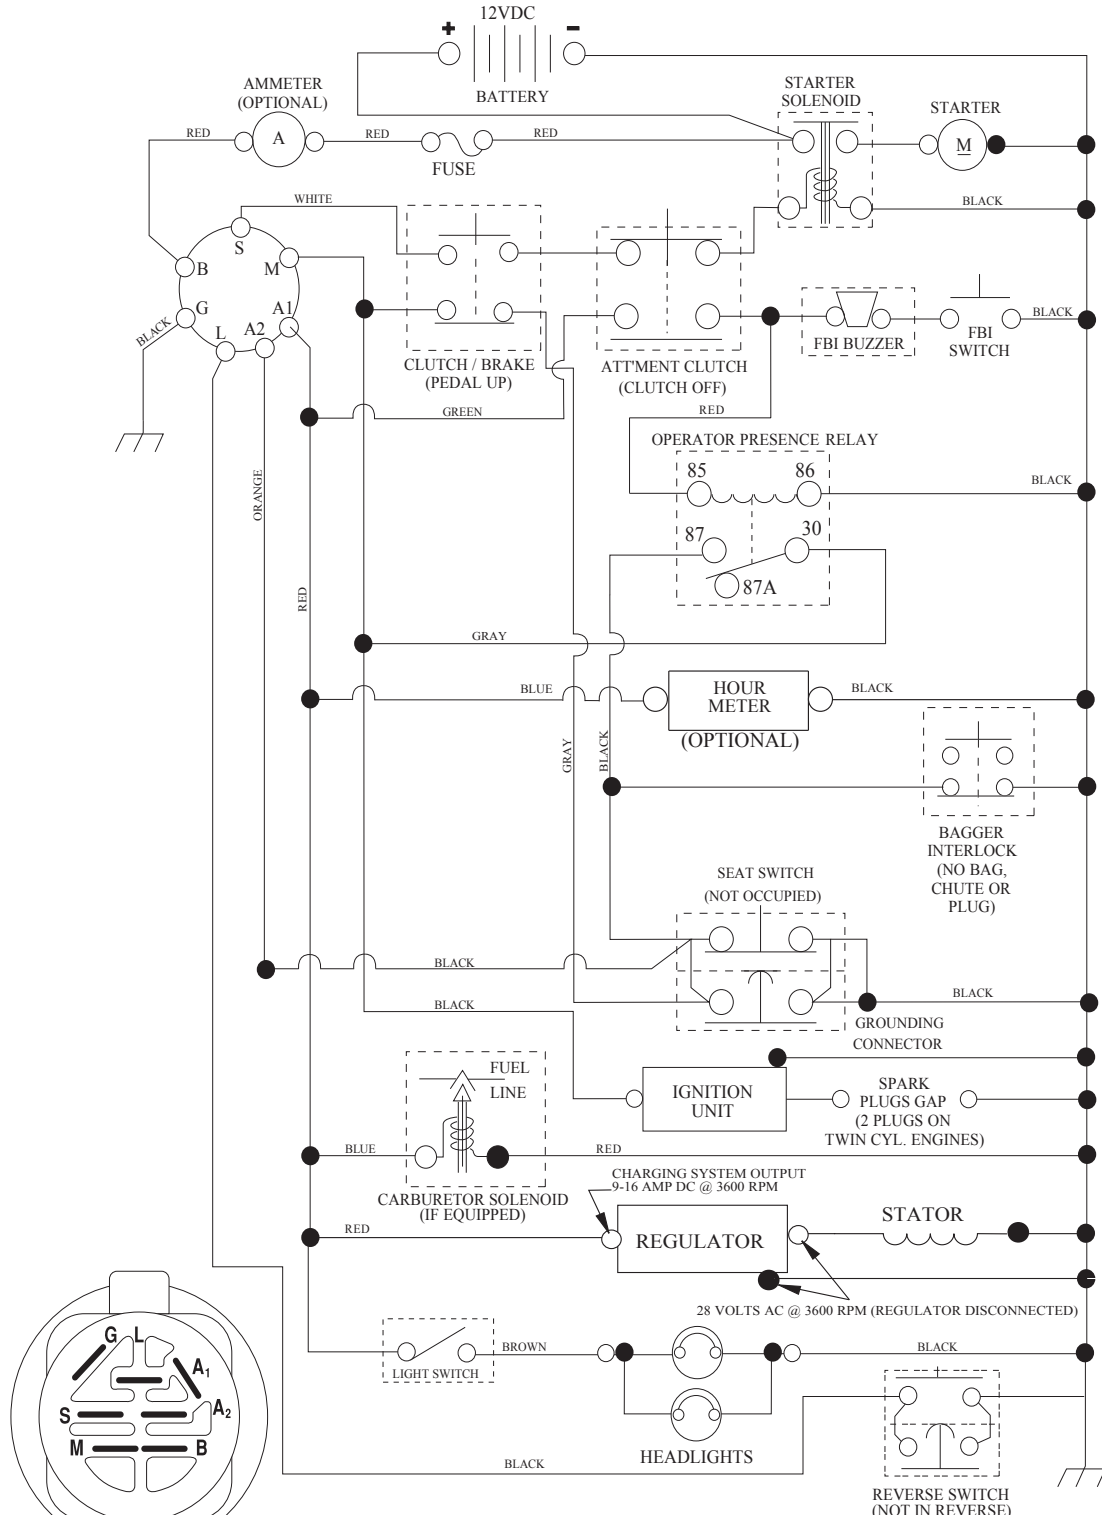 12VDC
+
−
BATTERY
AMMETER
(OPTIONAL)
STARTER
SOLENOID
STARTER
RED
A
RED
RED
FUSE
M
WHITE
BLACK
S
B
M
G
A1
L
A2
BLACK
CLUTCH / BRAKE
(PEDAL UP)
ATT'MENT CLUTCH
(CLUTCH OFF)
FBI BUZZER
FBI
SWITCH
BLACK
GREEN
RED
OPERATOR PRESENCE RELAY
85
86
BLACK
ORANGE
87
30
87A
RED
GRAY
BLUE
HOUR
METER
BLACK
(OPTIONAL)
GRAY
BLACK
BAGGER
INTERLOCK
(NO BAG,
CHUTE OR
PLUG)
SEAT SWITCH
(NOT OCCUPIED)
BLACK
BLACK
BLACK
GROUNDING
CONNECTOR
FUEL
LINE
IGNITION
UNIT
SPARK
PLUGS GAP
(2 PLUGS ON
TWIN CYL. ENGINES)
BLUE
RED
CARBURETOR SOLENOID
(IF EQUIPPED)
CHARGING SYSTEM OUTPUT
9-16 AMP DC @ 3600 RPM
RED
REGULATOR
STATOR
28 VOLTS AC @ 3600 RPM (REGULATOR DISCONNECTED)
LIGHT SWITCH
BROWN
BLACK
HEADLIGHTS
BLACK
REVERSE SWITCH
(NOT IN REVERSE)
G
L
A1
A2
S
M
B